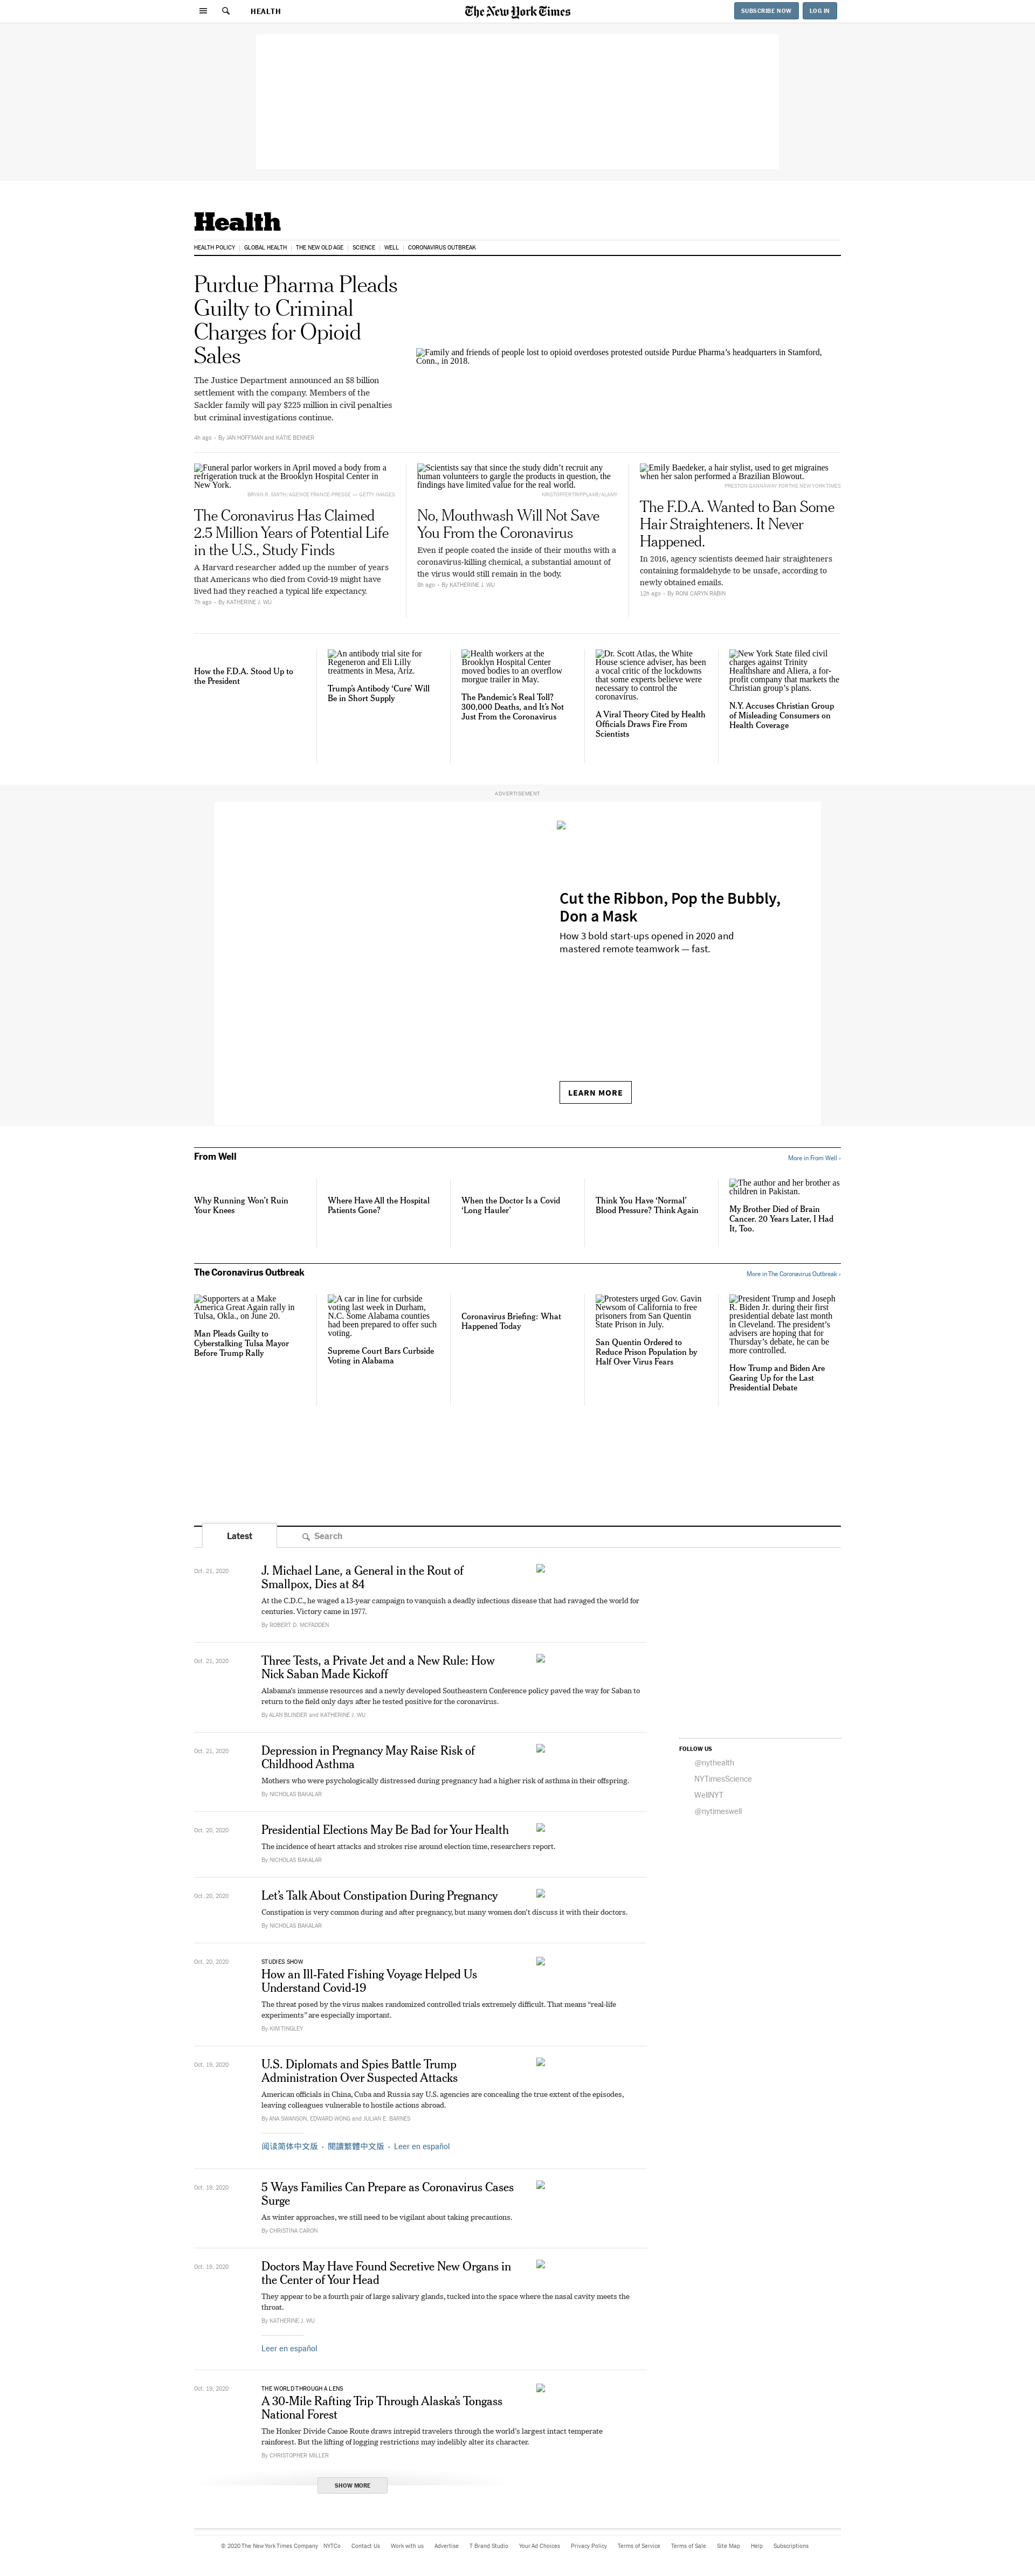 HEALTH
The New York Times
SUBSCRIBE NOW
LOG IN
Health
HEALTH POLICY
GLOBAL HEALTH
THE NEW OLD AGE
SCIENCE
WELL
CORONAVIRUS OUTBREAK
Purdue Pharma Pleads
Guilty to Criminal
Charges for Opioid
Sales
The Justice Department announced an $8 billion
settlement with the company. Members of the
Sackler family will pay $225 million in civil penalties
but criminal investigations continue.
4h ago - By JAN HOFFMAN and KATIE BENNER
Family and friends of people lost to opioid overdoses protested outside Purdue Pharma's headquarters in Stamford,
Conn., in 2018.
Funeral parlor workers in April moved a body from a
refrigeration truck at the Brooklyn Hospital Center in
New York.
BRYAN R. SMITH/AGENCE FRANCE-PRESSE — GETTY IMAGES
The Coronavirus Has Claimed
2.5 Million Years of Potential Life
in the U.S., Study Finds
A Harvard researcher added up the number of years
that Americans who died from Covid-19 might have
lived had they reached a typical life expectancy.
7h ago - By KATHERINE J. WU
Scientists say that since the study didn't recruit any
human volunteers to gargle the products in question, the
findings have limited value for the real world.
KRISTOFFER TRIPPLAAR/ALAMY
No, Mouthwash Will Not Save
You From the Coronavirus
Even if people coated the inside of their mouths with a
coronavirus-killing chemical, a substantial amount of
the virus would still remain in the body.
8h ago - By KATHERINE J. WU
Emily Baedeker, a hair stylist, used to get migraines
when her salon performed a Brazilian Blowout.
PRESTON GANNAWAY FOR THE NEW YORK TIMES
The F.D.A. Wanted to Ban Some
Hair Straighteners. It Never
Happened.
In 2016, agency scientists deemed hair straighteners
containing formaldehyde to be unsafe, according to
newly obtained emails.
12h ago - By RONI CARYN RABIN
How the F.D.A. Stood Up to
the President
An antibody trial site for
Regeneron and Eli Lilly
treatments in Mesa, Ariz.
Trump's Antibody 'Cure' Will
Be in Short Supply
Health workers at the
Brooklyn Hospital Center
moved bodies to an overflow
morgue trailer in May.
The Pandemic's Real Toll?
300,000 Deaths, and It's Not
Just From the Coronavirus
Dr. Scott Atlas, the White
House science adviser, has been
a vocal critic of the lockdowns
that some experts believe were
necessary to control the
coronavirus.
A Viral Theory Cited by Health
Officials Draws Fire From
Scientists
New York State filed civil
charges against Trinity
Healthshare and Aliera, a for-
profit company that markets the
Christian group's plans.
N.Y. Accuses Christian Group
of Misleading Consumers on
Health Coverage
ADVERTISEMENT
Cut the Ribbon, Pop the Bubbly,
Don a Mask
How 3 bold start-ups opened in 2020 and
mastered remote teamwork — fast.
LEARN MORE
From Well
More in From Well ›
Why Running Won't Ruin
Your Knees
Where Have All the Hospital
Patients Gone?
When the Doctor Is a Covid
'Long Hauler'
Think You Have 'Normal'
Blood Pressure? Think Again
The author and her brother as
children in Pakistan.
My Brother Died of Brain
Cancer. 20 Years Later, I Had
It, Too.
The Coronavirus Outbreak
More in The Coronavirus Outbreak ›
Supporters at a Make
America Great Again rally in
Tulsa, Okla., on June 20.
Man Pleads Guilty to
Cyberstalking Tulsa Mayor
Before Trump Rally
A car in line for curbside
voting last week in Durham,
N.C. Some Alabama counties
had been prepared to offer such
voting.
Supreme Court Bars Curbside
Voting in Alabama
Coronavirus Briefing: What
Happened Today
Protesters urged Gov. Gavin
Newsom of California to free
prisoners from San Quentin
State Prison in July.
San Quentin Ordered to
Reduce Prison Population by
Half Over Virus Fears
President Trump and Joseph
R. Biden Jr. during their first
presidential debate last month
in Cleveland. The president's
advisers are hoping that for
Thursday's debate, he can be
more controlled.
How Trump and Biden Are
Gearing Up for the Last
Presidential Debate
Latest
Search
Oct. 21, 2020
J. Michael Lane, a General in the Rout of
Smallpox, Dies at 84
At the C.D.C., he waged a 13-year campaign to vanquish a deadly infectious disease that had ravaged the world for
centuries. Victory came in 1977.
By ROBERT D. MCFADDEN
Oct. 21, 2020
Three Tests, a Private Jet and a New Rule: How
Nick Saban Made Kickoff
Alabama's immense resources and a newly developed Southeastern Conference policy paved the way for Saban to
return to the field only days after he tested positive for the coronavirus.
By ALAN BLINDER and KATHERINE J. WU
Oct. 21, 2020
Depression in Pregnancy May Raise Risk of
Childhood Asthma
Mothers who were psychologically distressed during pregnancy had a higher risk of asthma in their offspring.
By NICHOLAS BAKALAR
Oct. 20, 2020
Presidential Elections May Be Bad for Your Health
The incidence of heart attacks and strokes rise around election time, researchers report.
By NICHOLAS BAKALAR
Oct. 20, 2020
Let's Talk About Constipation During Pregnancy
Constipation is very common during and after pregnancy, but many women don't discuss it with their doctors.
By NICHOLAS BAKALAR
Oct. 20, 2020
STUDIES SHOW
How an Ill-Fated Fishing Voyage Helped Us
Understand Covid-19
The threat posed by the virus makes randomized controlled trials extremely difficult. That means "real-life
experiments" are especially important.
By KIM TINGLEY
Oct. 19, 2020
U.S. Diplomats and Spies Battle Trump
Administration Over Suspected Attacks
American officials in China, Cuba and Russia say U.S. agencies are concealing the true extent of the episodes,
leaving colleagues vulnerable to hostile actions abroad.
By ANA SWANSON, EDWARD WONG and JULIAN E. BARNES
阅读简体中文版 - 閱讀繁體中文版 - Leer en español
Oct. 19, 2020
5 Ways Families Can Prepare as Coronavirus Cases
Surge
As winter approaches, we still need to be vigilant about taking precautions.
By CHRISTINA CARON
Oct. 19, 2020
Doctors May Have Found Secretive New Organs in
the Center of Your Head
They appear to be a fourth pair of large salivary glands, tucked into the space where the nasal cavity meets the
throat.
By KATHERINE J. WU
Leer en español
Oct. 19, 2020
THE WORLD THROUGH A LENS
A 30-Mile Rafting Trip Through Alaska's Tongass
National Forest
The Honker Divide Canoe Route draws intrepid travelers through the world's largest intact temperate
rainforest. But the lifting of logging restrictions may indelibly alter its character.
By CHRISTOPHER MILLER
SHOW MORE
FOLLOW US
@nythealth
NYTimesScience
WellNYT
@nytimeswell
© 2020 The New York Times Company
NYTCo
Contact Us
Work with us
Advertise
T Brand Studio
Your Ad Choices
Privacy Policy
Terms of Service
Terms of Sale
Site Map
Help
Subscriptions